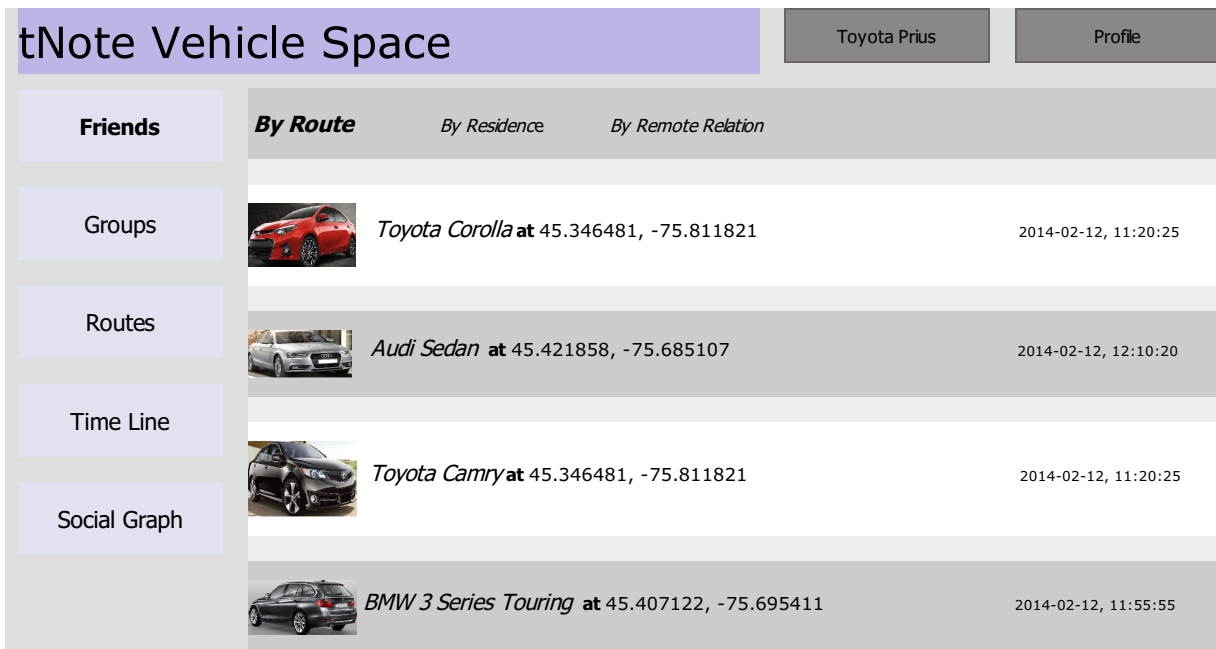 tNote Vehicle Space
Toyota Prius
Profile
Friends
Groups
Routes
Time Line
Social Graph
By Route By Residence By Remote Relation
Toyota Corolla at 45.346481, -75.811821 2014-02-12, 11:20:25
Audi Sedan at 45.421858, -75.685107 2014-02-12, 12:10:20
Toyota Camry at 45.346481, -75.811821 2014-02-12, 11:20:25
BMW 3 Series Touring at 45.407122, -75.695411 2014-02-12, 11:55:55